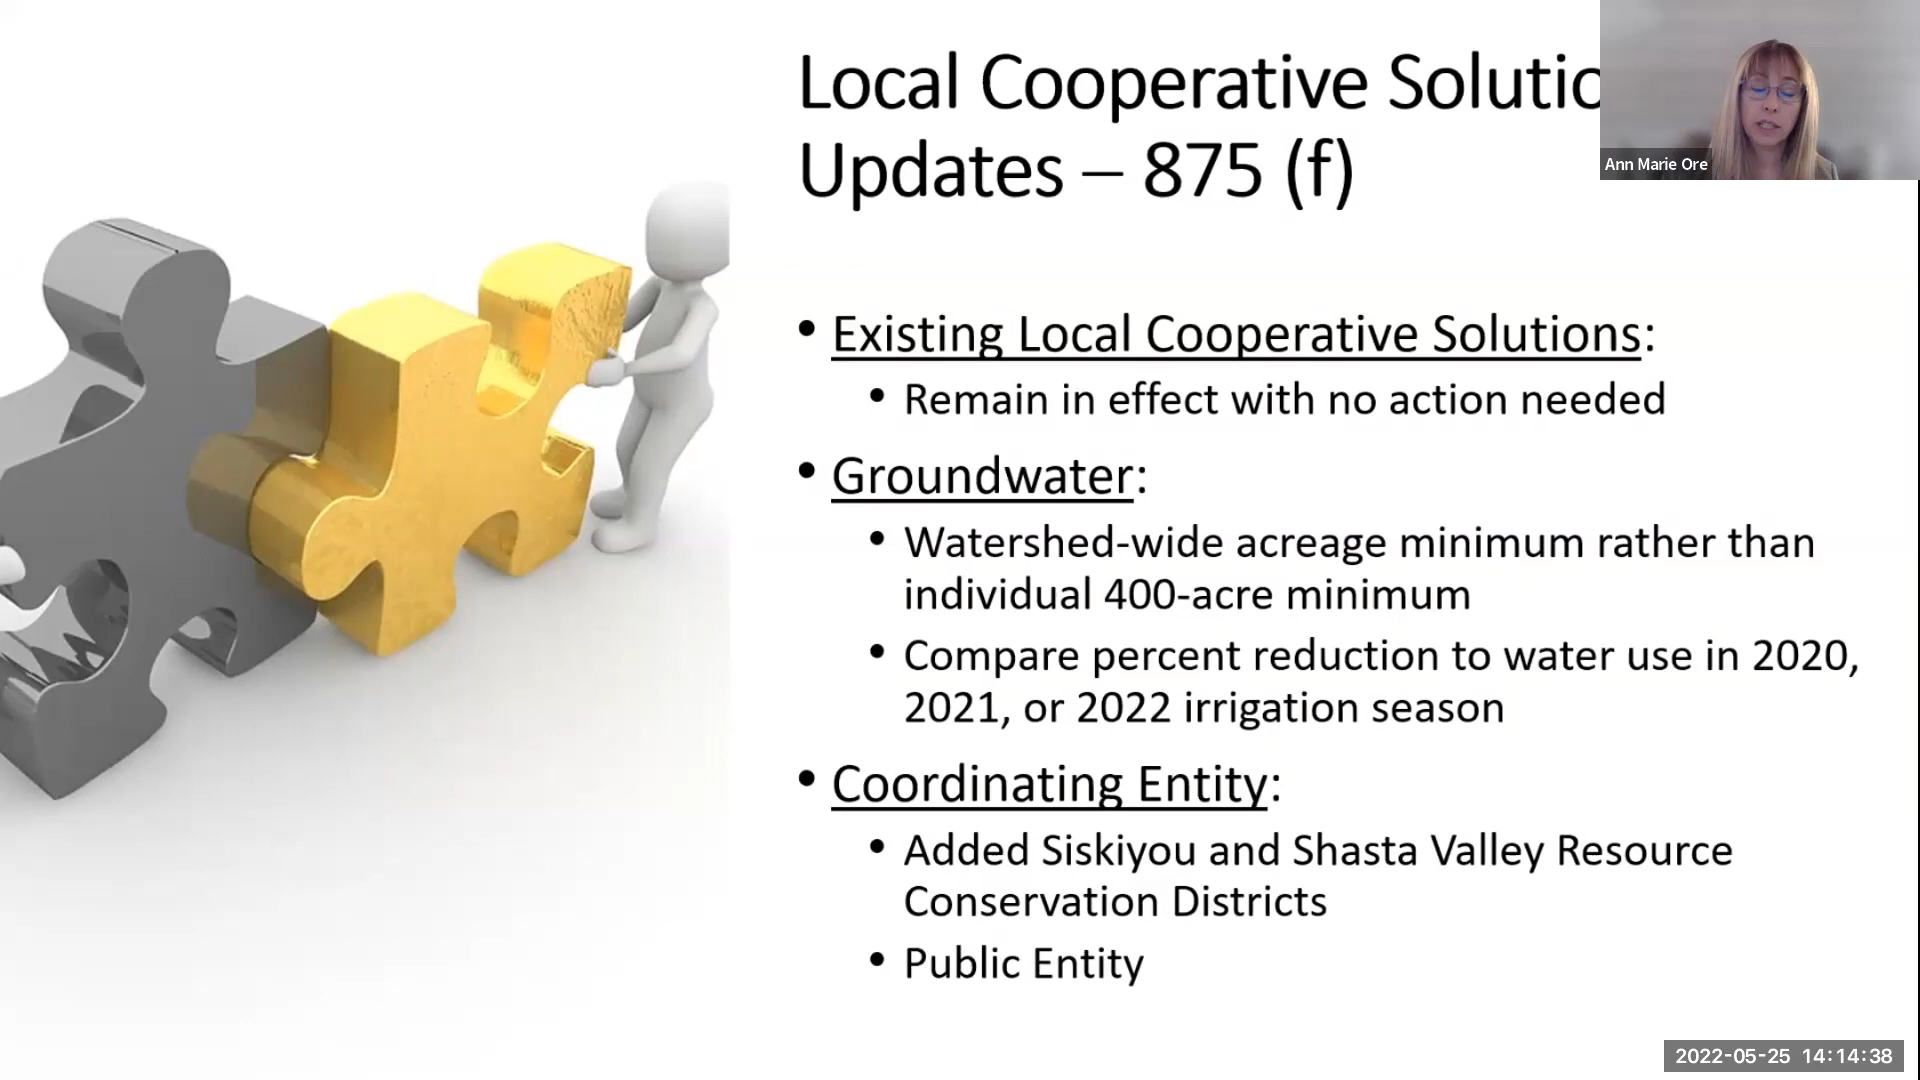 Local Cooperative Solutio
Updates – 875 (f)
Ann Marie Ore
• Existing Local Cooperative Solutions:
• Remain in effect with no action needed
• Groundwater:
• Watershed-wide acreage minimum rather than
individual 400-acre minimum
• Compare percent reduction to water use in 2020,
2021, or 2022 irrigation season
• Coordinating Entity:
• Added Siskiyou and Shasta Valley Resource
Conservation Districts
• Public Entity
2022-05-25 14:14:38